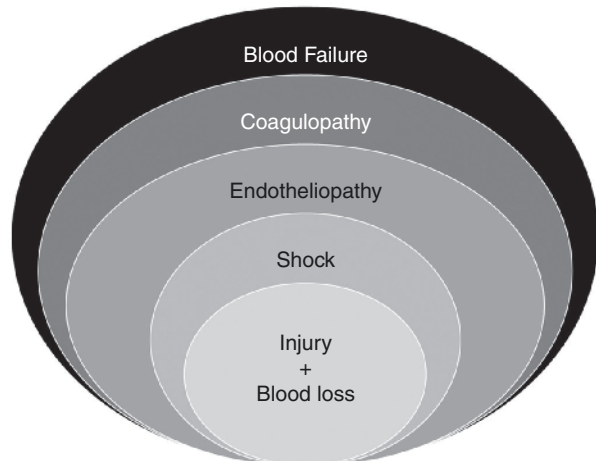 Blood Failure
Coagulopathy
Endotheliopathy
Shock
Injury
+
Blood loss